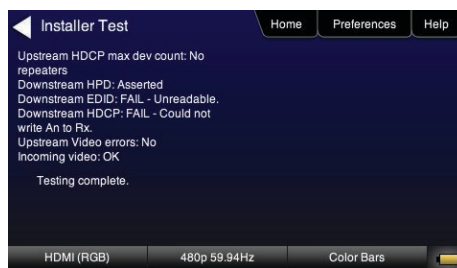 Installer Test
Home
Preferences
Help
Upstream HDCP max dev count: No
repeaters
Downstream HPD: Asserted
Downstream EDID: FAIL - Unreadable.
Downstream HDCP: FAIL - Could not
write An to Rx.
Upstream Video errors: No
Incoming video: OK
Testing complete.
HDMI (RGB)
480p 59.94Hz
Color Bars